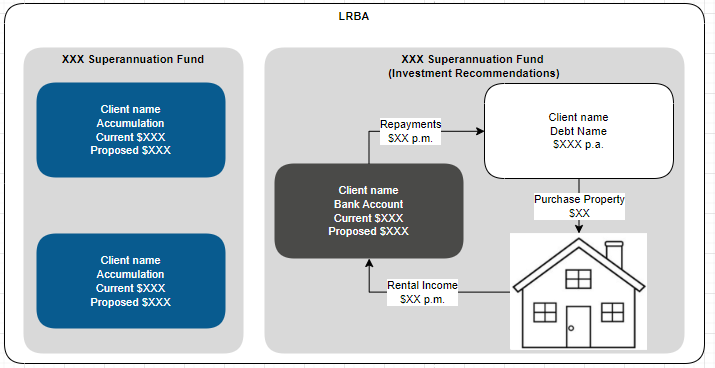 LRBA
XXX Superannuation Fund
Client name
Accumulation
Current $XXX
Proposed $XXX
Client name
Accumulation
Current $XXX
Proposed $XXX
XXX Superannuation Fund
(Investment Recommendations)
Repayments
$XX p.m.
Client name
Debt Name
$XXX p.a.
Client name
Bank Account
Current $XXX
Proposed $XXX
Purchase Property
$XX
Rental Income
$XX p.m.